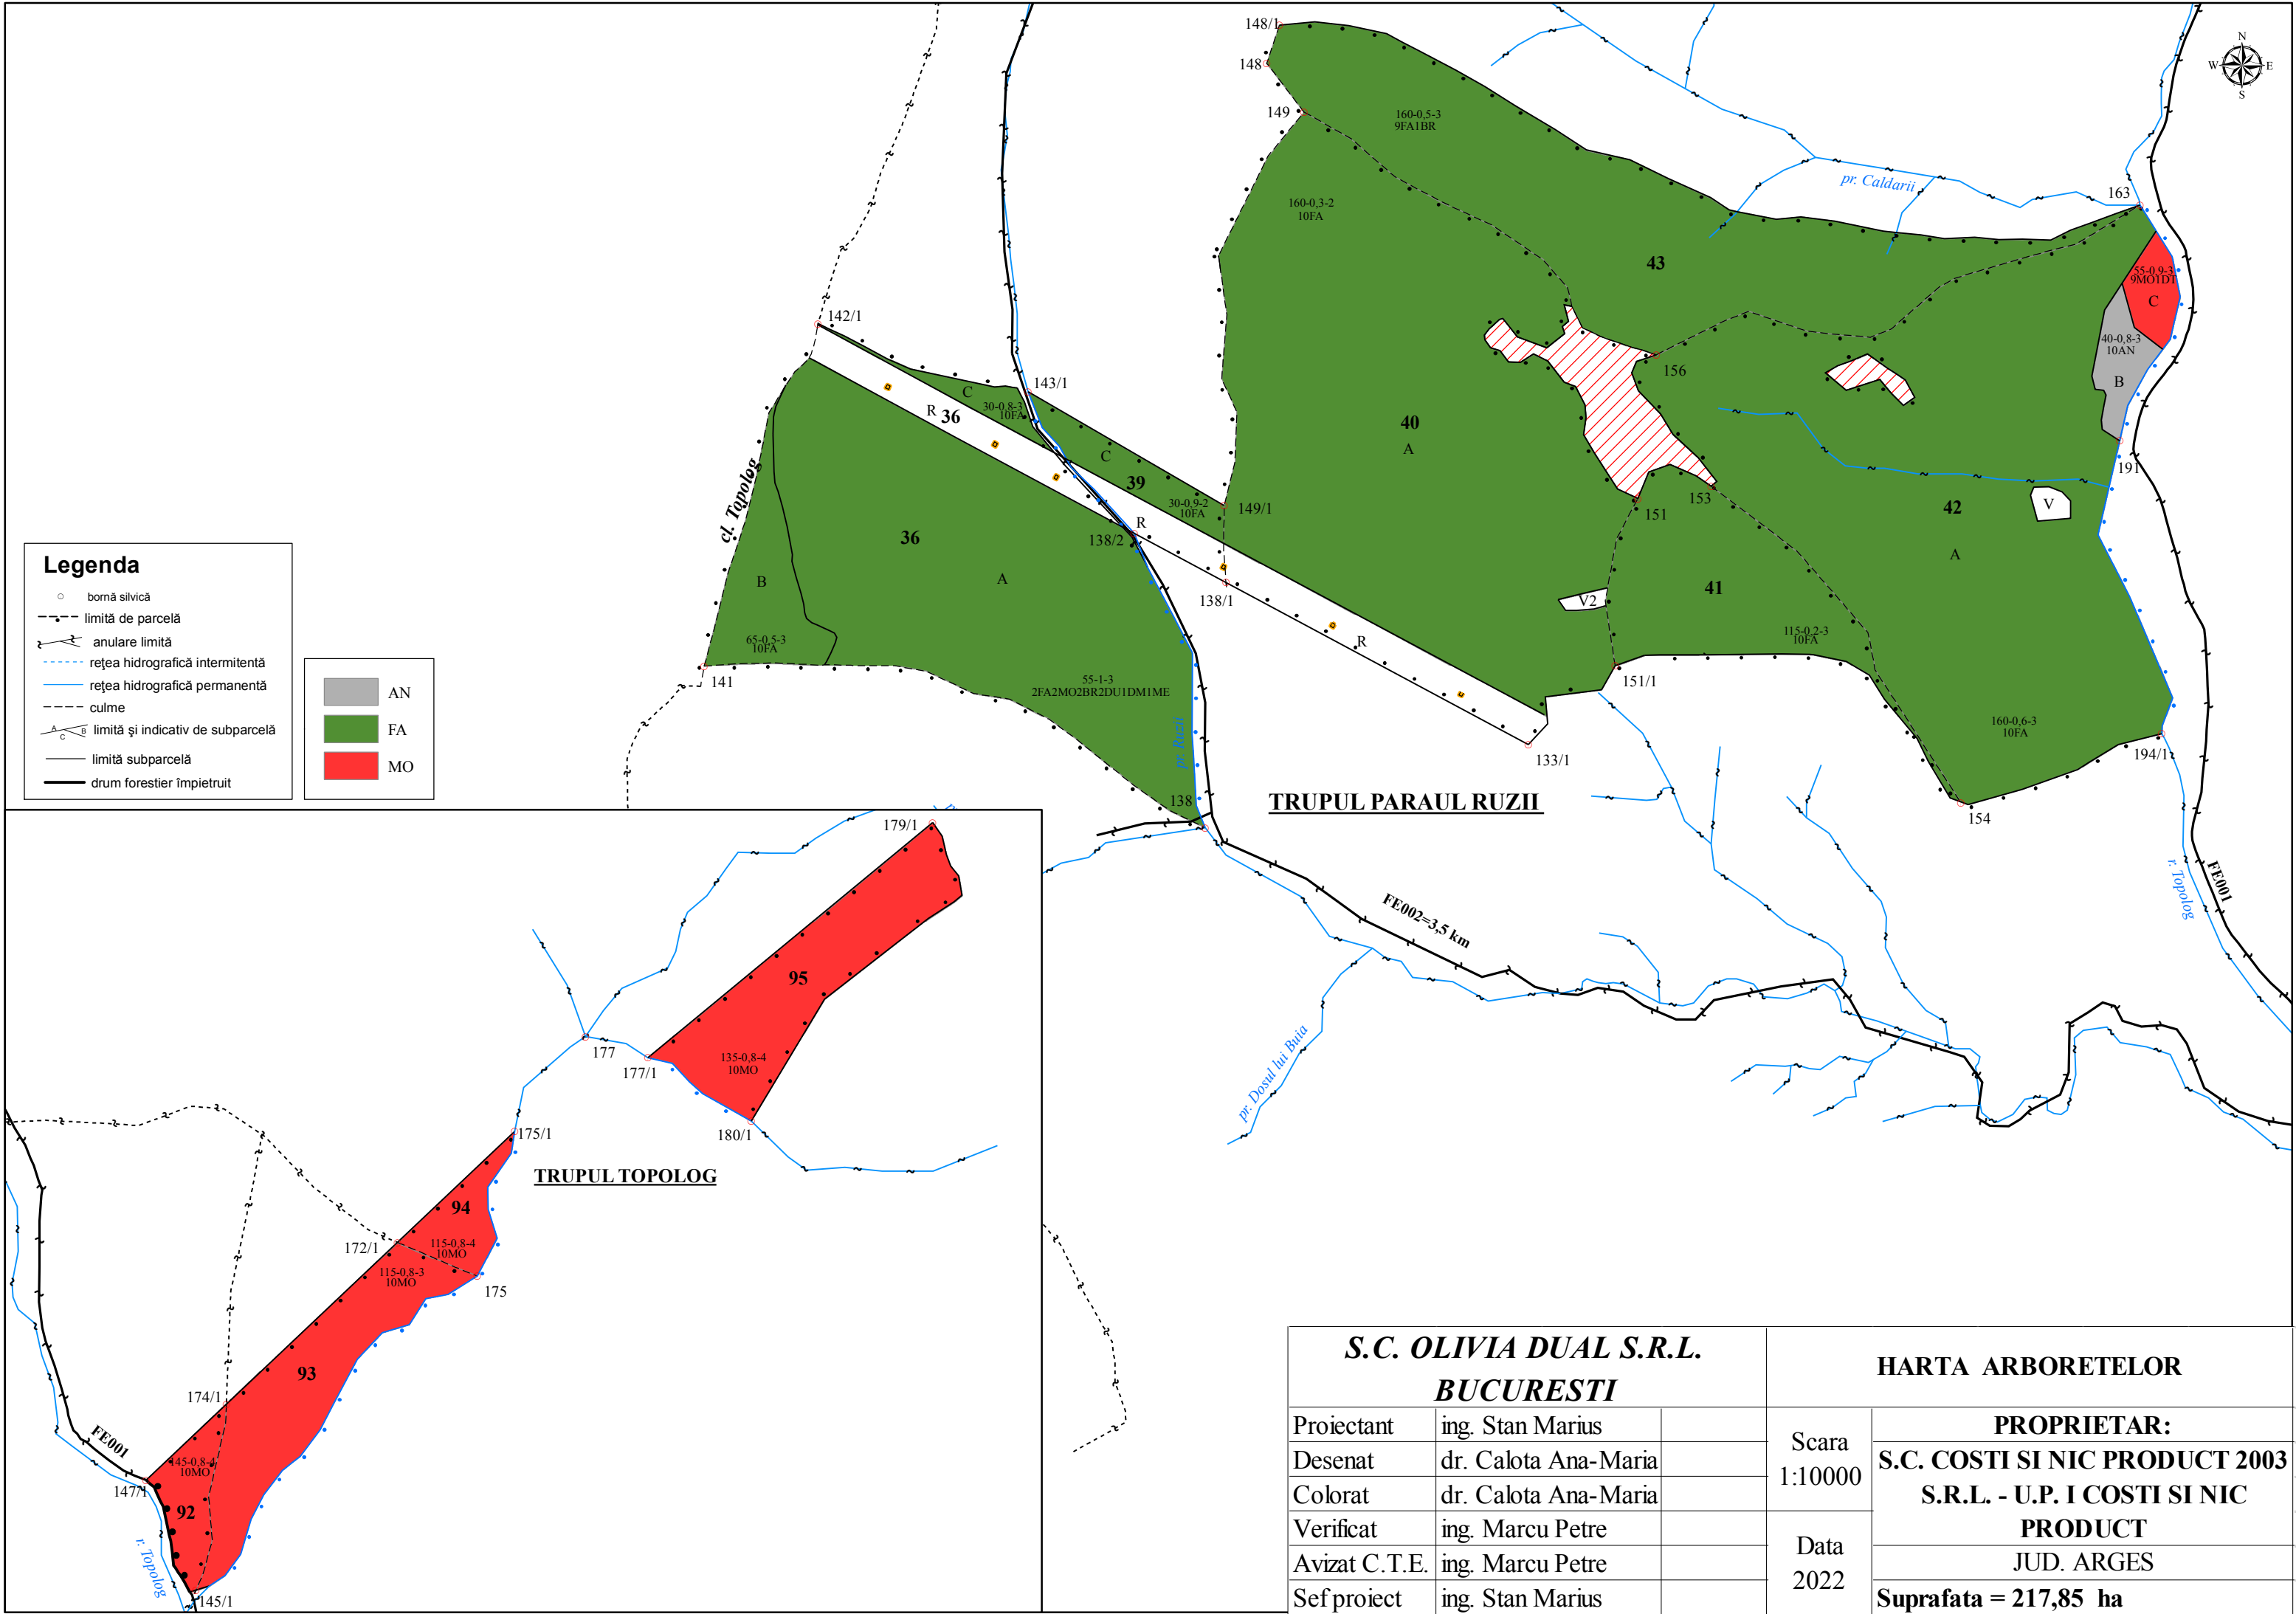 148/1
148
149
160-0,5-3
9FA1BR
160-0,3-2
10FA
pr. Caldarii
163
N
W
E
S
43
55-0,9-3
9MO1DT
C
40-0,8-3
10AN
B
142/1
143/1
C
30-0,8-3
10FA
R
36
C
39
30-0,9-2
10FA
149/1
40
A
156
153
151
191
V
42
A
cl. Topolog
36
A
B
65-0,5-3
10FA
141
138/2
R
138/1
R
V2
41
115-0,2-3
10FA
151/1
133/1
55-1-3
2FA2MO2BR2DU1DM1ME
pr. Ruzii
138
160-0,6-3
10FA
194/1
154
TRUPUL PARAUL RUZII
FE002=3,5 km
pr. Dosul lui Buia
r. Topolog
FE001
Legenda
bornă silvică
limită de parcelă
anulare limită
rețea hidrografică intermitentă
rețea hidrografică permanentă
culme
A
B
C
limită și indicativ de subparcelă
limită subparcelă
drum forestier împietruit
AN
FA
MO
179/1
95
135-0,8-4
10MO
177
177/1
180/1
175/1
TRUPUL TOPOLOG
94
172/1
115-0,8-4
10MO
115-0,8-3
10MO
175
93
174/1
FE001
145-0,8-4
10MO
147/1
92
r. Topolog
145/1
S.C. OLIVIA DUAL S.R.L.
BUCURESTI
Proiectant ing. Stan Marius
Desenat dr. Calota Ana-Maria
Colorat dr. Calota Ana-Maria
Verificat ing. Marcu Petre
Avizat C.T.E. ing. Marcu Petre
Sef proiect ing. Stan Marius
Scara
1:10000
Data
2022
HARTA ARBORETELOR
PROPRIETAR:
S.C. COSTI SI NIC PRODUCT 2003
S.R.L. - U.P. I COSTI SI NIC
PRODUCT
JUD. ARGES
Suprafata = 217,85 ha